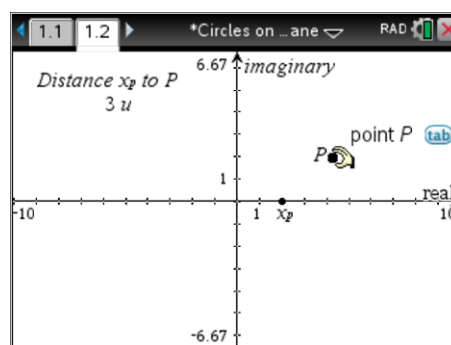 1.1 1.2 *Circles on ...ane RAD
6.67 imaginary
Distance xₚ to P
3 u
point P tab
P
1
real
-10 1 xₚ 10
-6.67